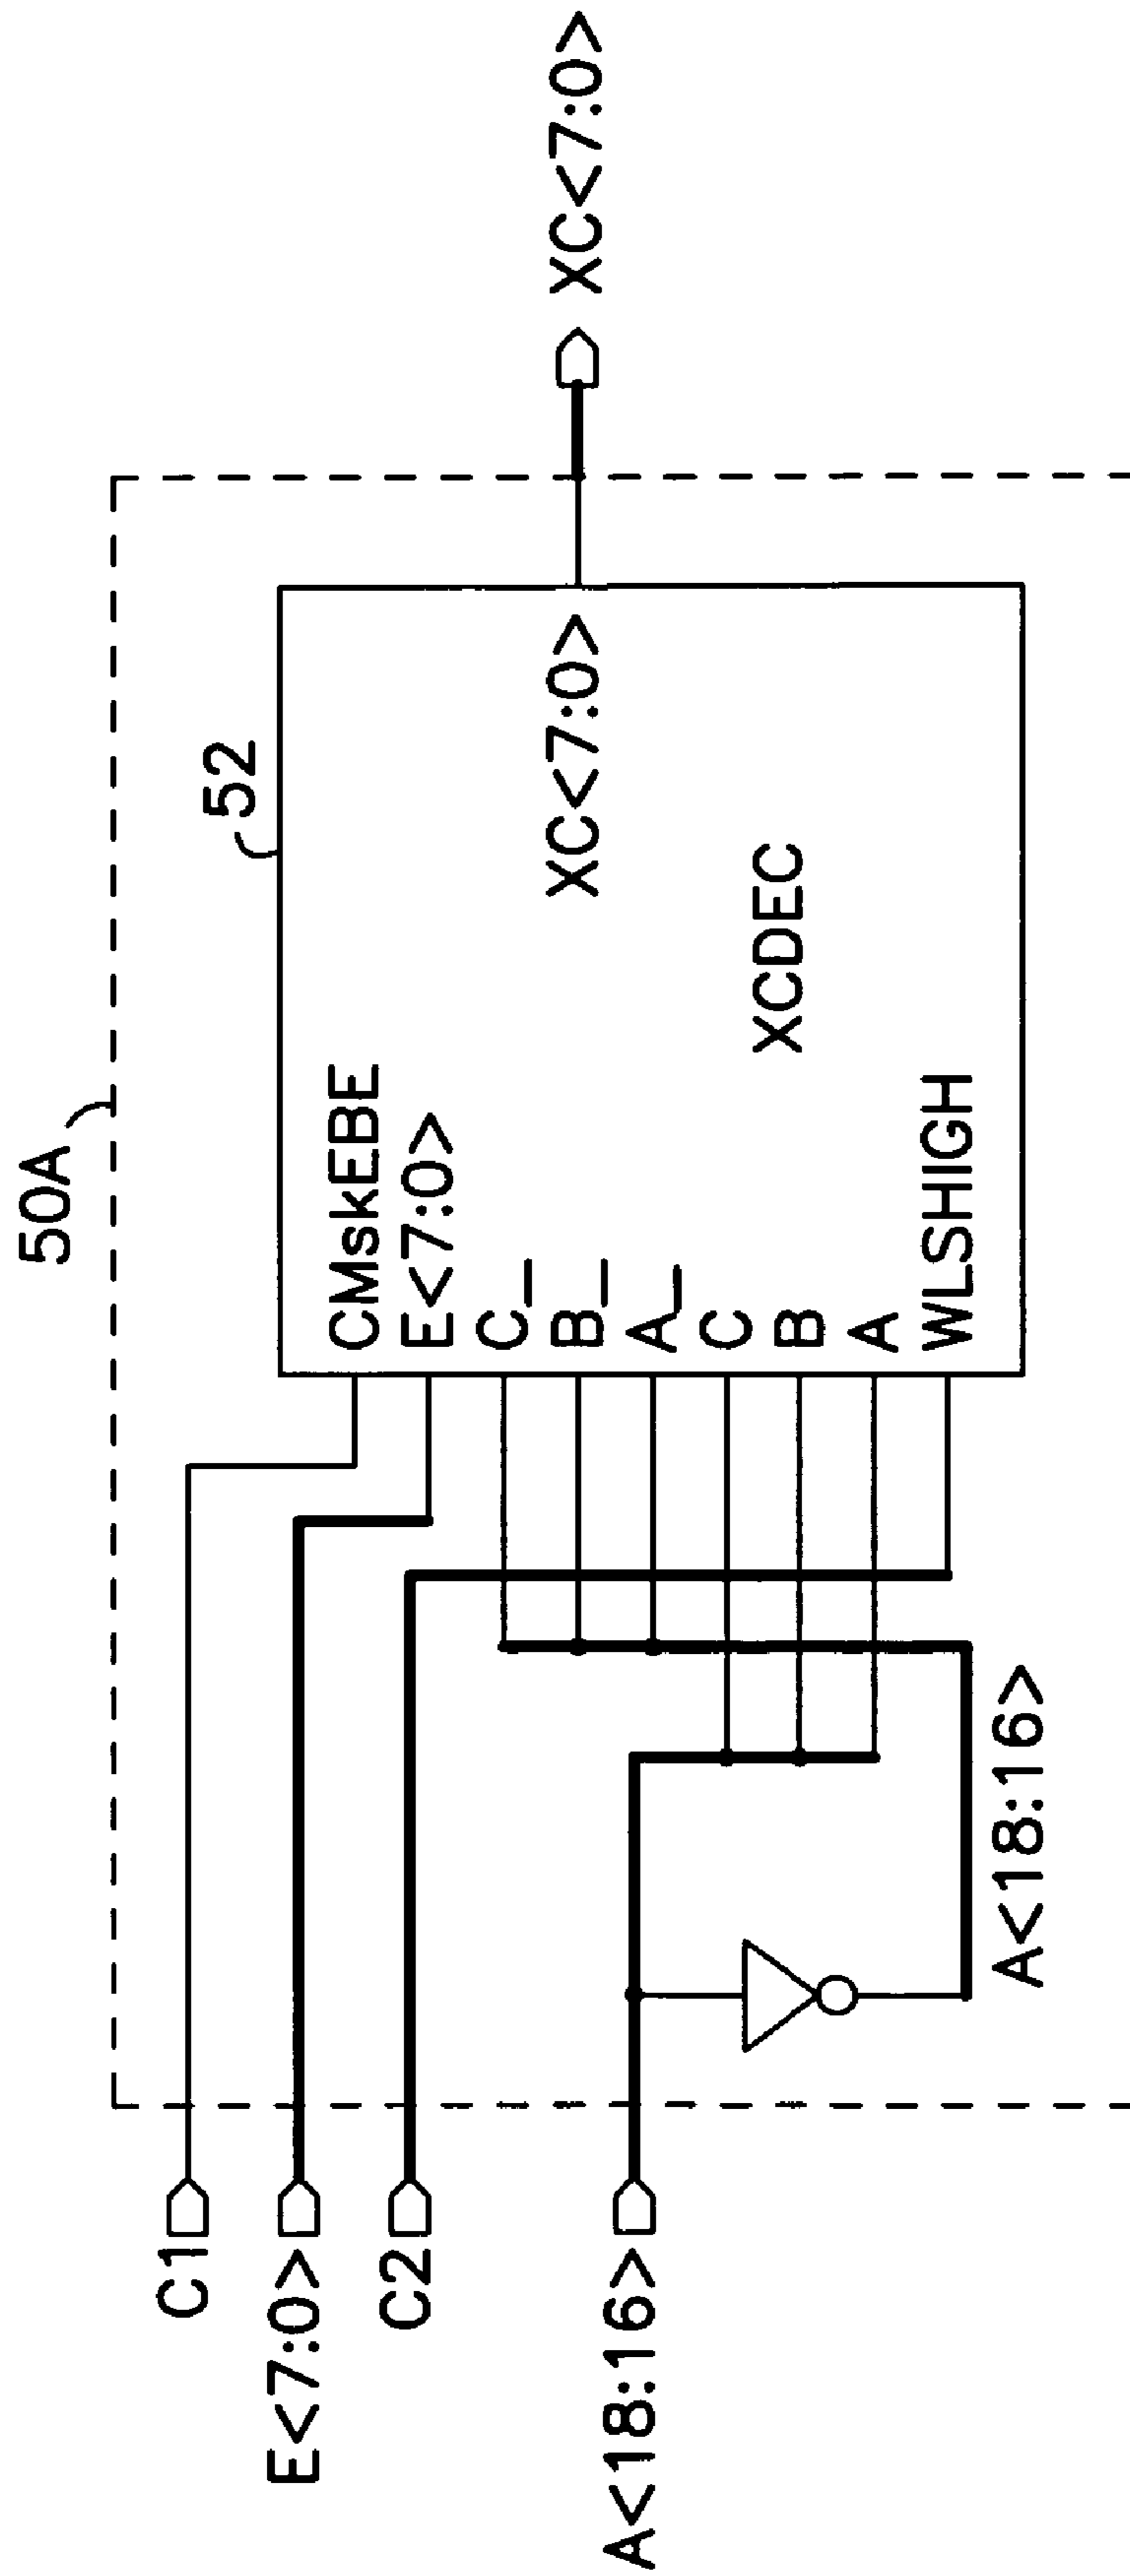 50A
52
C1
E<7:0>
C2
A<18:16>
A<18:16>
CMskEBE
E<7:0>
C_
B_
A_
C
B
A
WLSHIGH
XC<7:0>
XCDEC
XC<7:0>